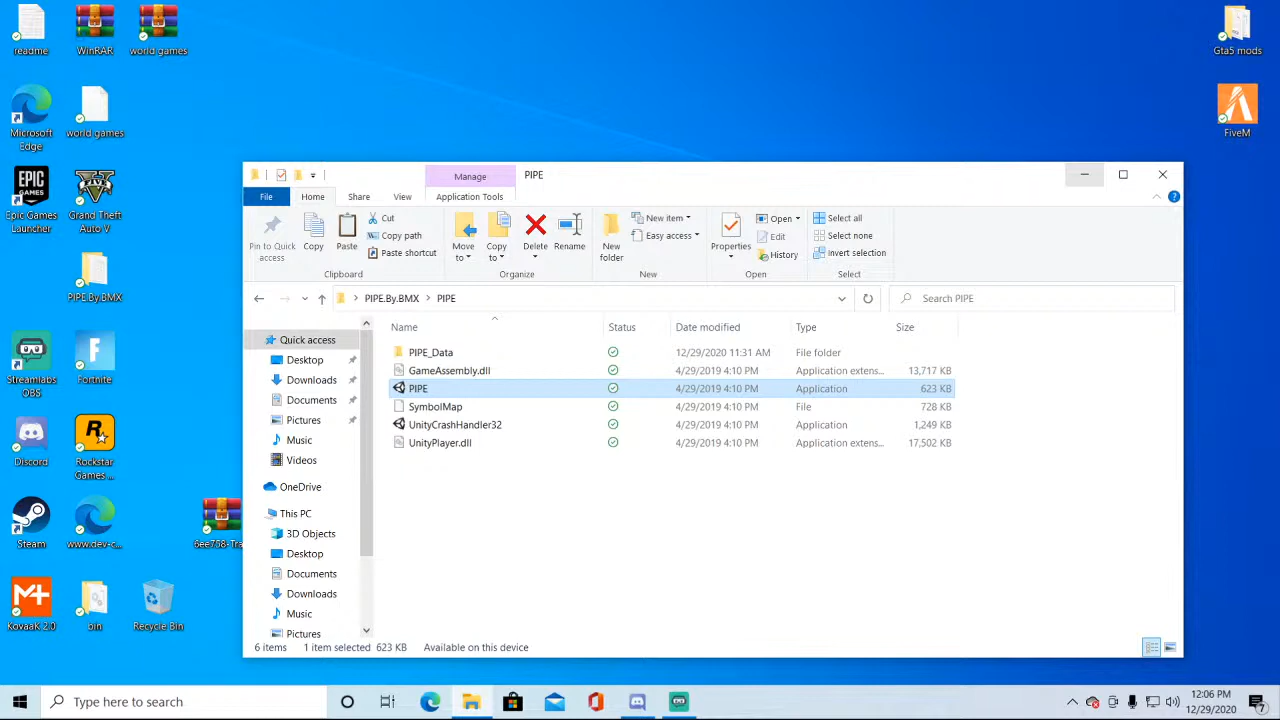 readme
WinRAR
world games
Gta5 mods
Microsoft
Edge
world games
FiveM
EPIC
GAMES
Epic Games
Launcher
Grand Theft
Auto V
PIPE.By.BMX
Streamlabs
OBS
Fortnite
Discord
Rockstar
Games ...
Steam
www.dev-c...
6ee758-Tra
KovaaK 2.0
bin
Recycle Bin
Manage
PIPE
File
Home
Share
View
Application Tools
Pin to Quick
access
Copy
Paste
Cut
Copy path
Paste shortcut
Clipboard
Move
to
Copy
to
Delete
Rename
Organize
New
folder
New item
Easy access
New
Properties
Open
Edit
History
Open
Select all
Select none
Invert selection
Select
PIPE.By.BMX > PIPE
Search PIPE
Name Status Date modified Type Size
PIPE_Data 12/29/2020 11:31 AM File folder
GameAssembly.dll 4/29/2019 4:10 PM Application extens... 13,717 KB
PIPE 4/29/2019 4:10 PM Application 623 KB
SymbolMap 4/29/2019 4:10 PM File 728 KB
UnityCrashHandler32 4/29/2019 4:10 PM Application 1,249 KB
UnityPlayer.dll 4/29/2019 4:10 PM Application extens... 17,502 KB
Quick access
Desktop
Downloads
Documents
Pictures
Music
Videos
OneDrive
This PC
3D Objects
Desktop
Documents
Downloads
Music
Pictures
6 items 1 item selected 623 KB Available on this device
Type here to search
12:06 PM
12/29/2020
7